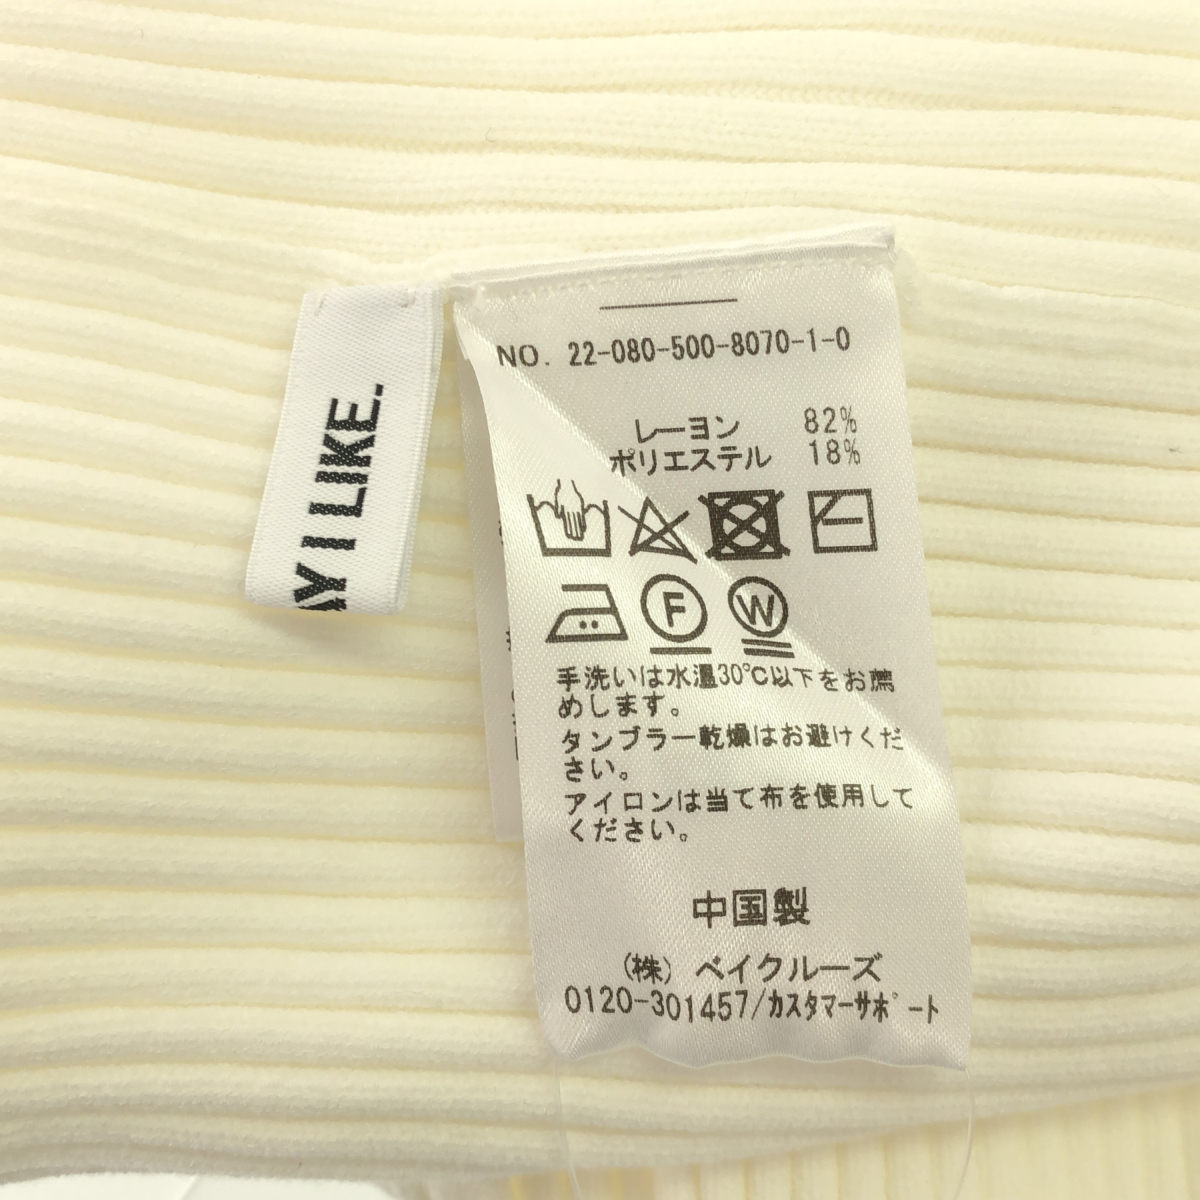 AY I LIKE.
NO. 22-080-500-8070-1-0
レーヨン 82%
ポリエステル 18%
F W
手洗いは水温30℃以下をお薦
めします。
タンブラー乾燥はお避けくだ
さい。
アイロンは当て布を使用して
ください。
中国製
(株) ベイクルーズ
0120-301457/カスタマーサポート